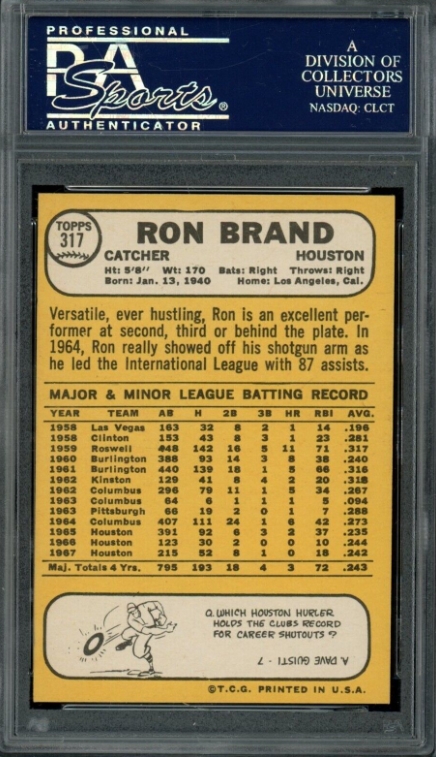 PROFESSIONAL
PSA
Sports®
AUTHENTICATOR
A
DIVISION OF
COLLECTORS
UNIVERSE
NASDAQ: CLCT
TOPPS
317
RON BRAND
CATCHER HOUSTON
Ht: 5'8" Wt: 170 Bats: Right Throws: Right
Born: Jan. 13, 1940 Home: Los Angeles, Cal.
Versatile, ever hustling, Ron is an excellent per-
former at second, third or behind the plate. In
1964, Ron really showed off his shotgun arm as
he led the International League with 87 assists.
MAJOR & MINOR LEAGUE BATTING RECORD
YEAR TEAM AB H 2B 3B HR RBI AVG.
1958 Las Vegas 163 32 8 2 1 14 .196
1958 Clinton 153 43 8 3 1 23 .281
1959 Roswell 448 142 16 5 11 71 .317
1960 Burlington 388 93 14 3 8 38 .240
1961 Burlington 440 139 18 1 5 66 .316
1962 Kinston 129 41 8 4 2 20 .318
1962 Columbus 296 79 11 1 5 34 .267
1963 Columbus 64 6 1 1 1 5 .094
1963 Pittsburgh 66 19 2 0 1 7 .288
1964 Columbus 407 111 24 1 6 42 .273
1965 Houston 391 92 6 3 2 37 .235
1966 Houston 123 30 2 0 0 10 .244
1967 Houston 215 52 8 1 0 18 .242
Maj. Totals 4 Yrs. 795 193 18 4 3 72 .243
Q. WHICH HOUSTON HURLER
HOLDS THE CLUBS RECORD
FOR CAREER SHUTOUTS ?
A. DAVE GIUSTI - 7
©T.C.G. PRINTED IN U.S.A.